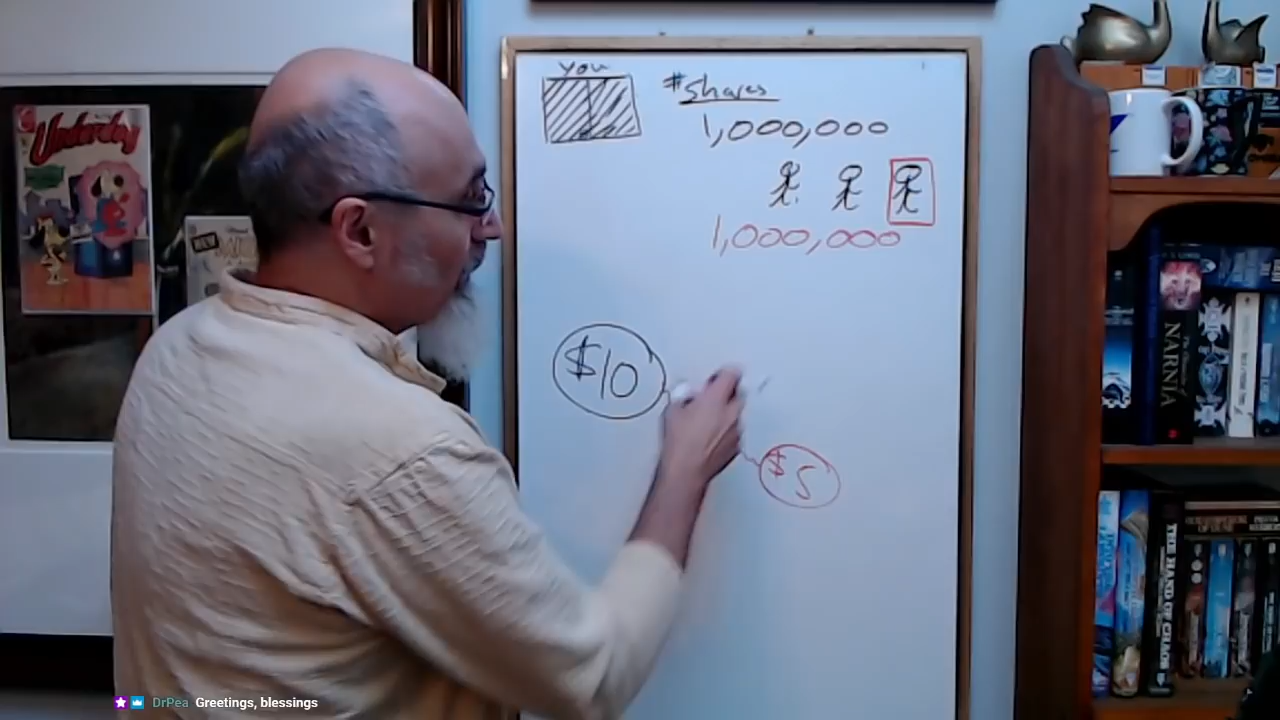 you
# Shares
1,000,000
1,000,000
$10
$5
Underdog
NEW
NARNIA
THE HAND OF CHAOS
DrPea Greetings, blessings